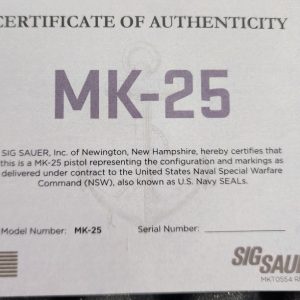 CERTIFICATE OF AUTHENTICITY
MK-25
SIG SAUER, Inc. of Newington, New Hampshire, hereby certifies that
this is a MK-25 pistol representing the configuration and markings as
delivered under contract to the United States Naval Special Warfare
Command (NSW), also known as U.S. Navy SEALs.
Model Number: MK-25 Serial Number:
SIG
SAUER
MKT0554